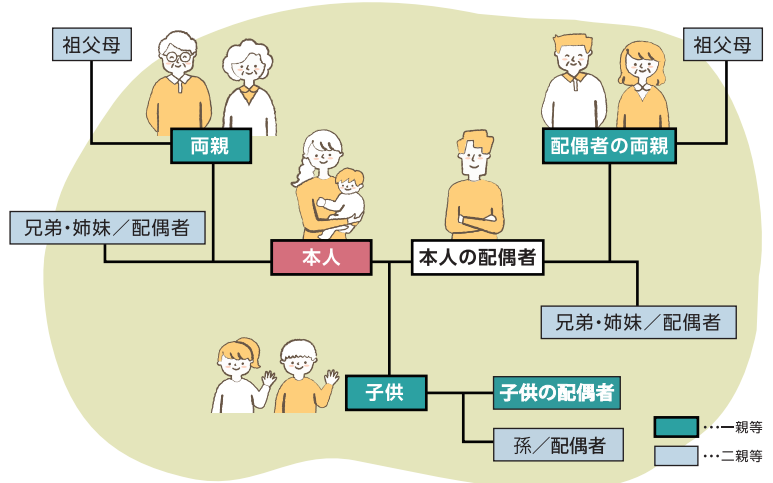 祖父母
祖父母
両親
配偶者の両親
兄弟・姉妹／配偶者
本人
本人の配偶者
兄弟・姉妹／配偶者
子供
子供の配偶者
孫／配偶者
…一親等
…二親等